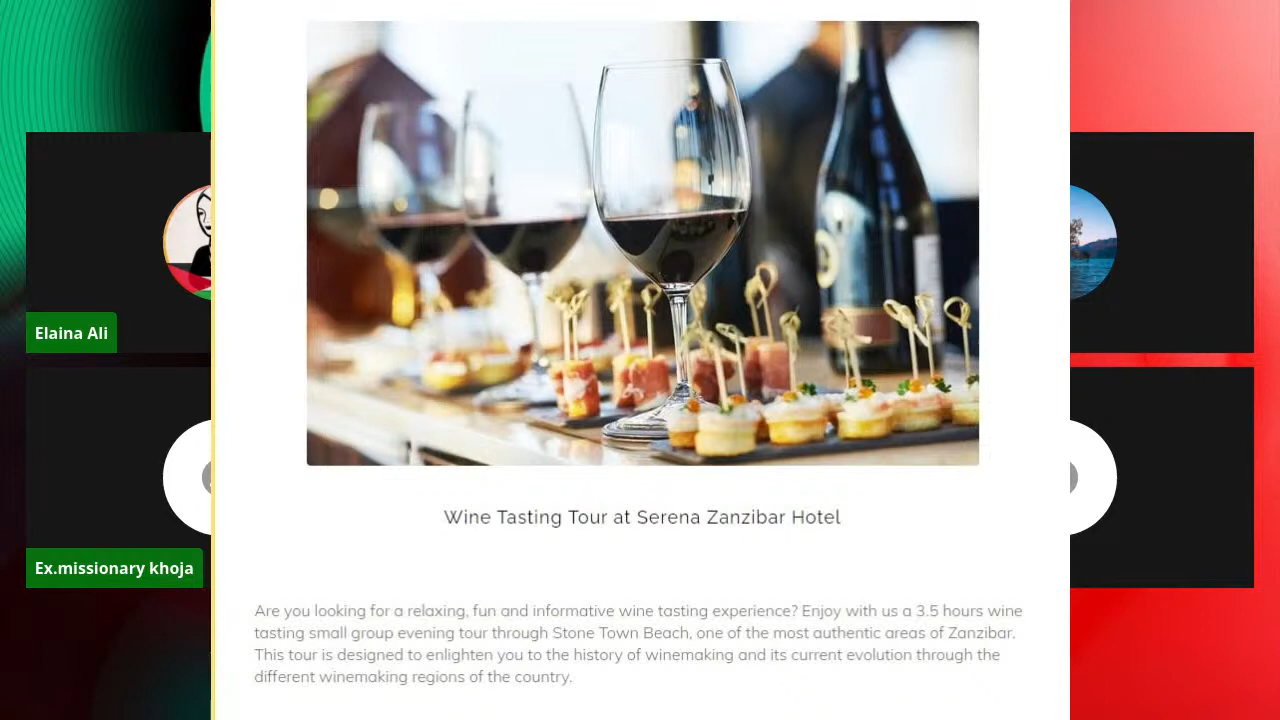 Elaina Ali
Ex.missionary khoja
Wine Tasting Tour at Serena Zanzibar Hotel
Are you looking for a relaxing, fun and informative wine tasting experience? Enjoy with us a 3.5 hours wine
tasting small group evening tour through Stone Town Beach, one of the most authentic areas of Zanzibar.
This tour is designed to enlighten you to the history of winemaking and its current evolution through the
different winemaking regions of the country.